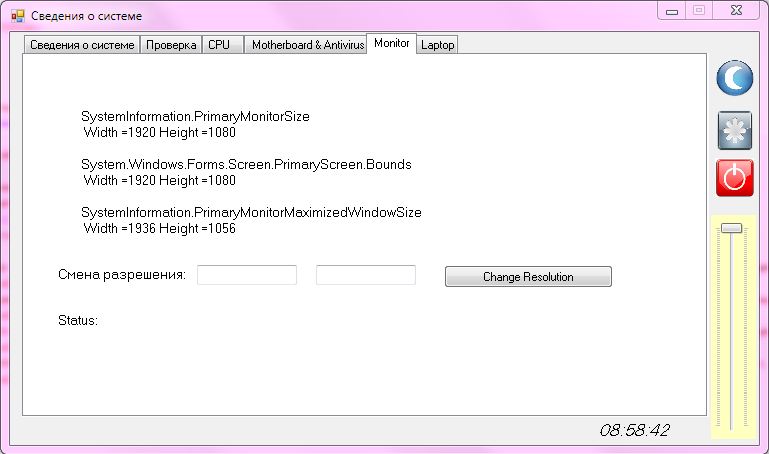 Сведения о системе
Сведения о системе Проверка CPU Motherboard & Antivirus Monitor Laptop
SystemInformation.PrimaryMonitorSize
Width =1920 Height =1080
System.Windows.Forms.Screen.PrimaryScreen.Bounds
Width =1920 Height =1080
SystemInformation.PrimaryMonitorMaximizedWindowSize
Width =1936 Height =1056
Смена разрешения: Change Resolution
Status:
08:58:42